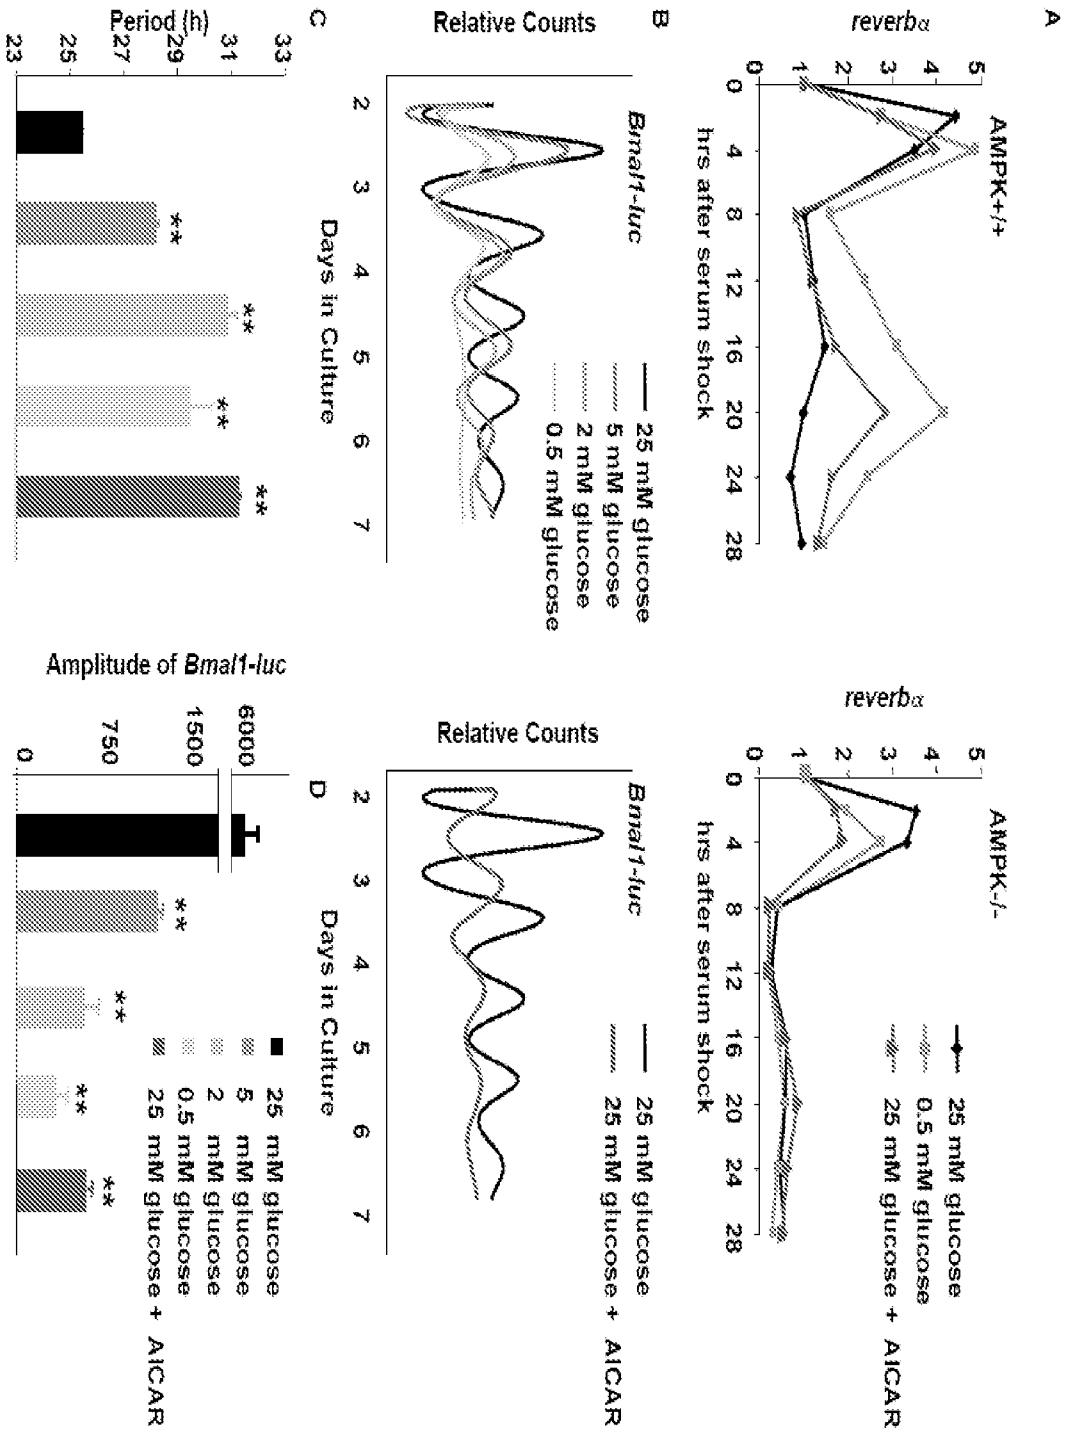 A
AMPK+/+
AMPK-/-
reverbα
0 1 2 3 4 5
0 4 8 12 16 20 24 28
hrs after serum shock
reverbα
0 1 2 3 4 5
0 4 8 12 16 20 24 28
hrs after serum shock
25 mM glucose
0.5 mM glucose
25 mM glucose + AICAR
B
Bmal1-luc
Relative Counts
25 mM glucose
5 mM glucose
2 mM glucose
0.5 mM glucose
2 3 4 5 6 7
Days in Culture
Bmal1-luc
Relative Counts
25 mM glucose
25 mM glucose + AICAR
2 3 4 5 6 7
Days in Culture
C
Period (h)
23 25 27 29 31 33
** ** ** **
D
Amplitude of Bmal1-luc
0 750 1500 6000
** ** ** **
25 mM glucose
5 mM glucose
2 mM glucose
0.5 mM glucose
25 mM glucose + AICAR